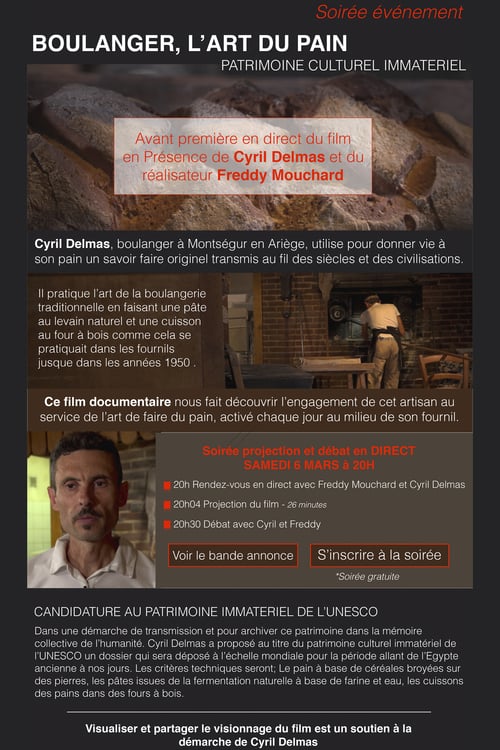 Soirée événement
BOULANGER, L'ART DU PAIN
PATRIMOINE CULTUREL IMMATERIEL
Avant première en direct du film
en Présence de Cyril Delmas et du
réalisateur Freddy Mouchard
Cyril Delmas, boulanger à Montségur en Ariège, utilise pour donner vie à
son pain un savoir faire originel transmis au fil des siècles et des civilisations.
Il pratique l'art de la boulangerie
traditionnelle en faisant une pâte
au levain naturel et une cuisson
au four à bois comme cela se
pratiquait dans les fournils
jusque dans les années 1950 .
Ce film documentaire nous fait découvrir l'engagement de cet artisan au
service de l'art de faire du pain, activé chaque jour au milieu de son fournil.
Soirée projection et débat en DIRECT
SAMEDI 6 MARS à 20H
20h Rendez-vous en direct avec Freddy Mouchard et Cyril Delmas
20h04 Projection du film - 26 minutes
20h30 Débat avec Cyril et Freddy
Voir le bande annonce
S'inscrire à la soirée
*Soirée gratuite
CANDIDATURE AU PATRIMOINE IMMATERIEL DE L'UNESCO
Dans une démarche de transmission et pour archiver ce patrimoine dans la mémoire
collective de l'humanité. Cyril Delmas a proposé au titre du patrimoine culturel immatériel de
l'UNESCO un dossier qui sera déposé à l'échelle mondiale pour la période allant de l'Egypte
ancienne à nos jours. Les critères techniques seront; Le pain à base de céréales broyées sur
des pierres, les pâtes issues de la fermentation naturelle à base de farine et eau, les cuissons
des pains dans des fours à bois.
Visualiser et partager le visionnage du film est un soutien à la
démarche de Cyril Delmas